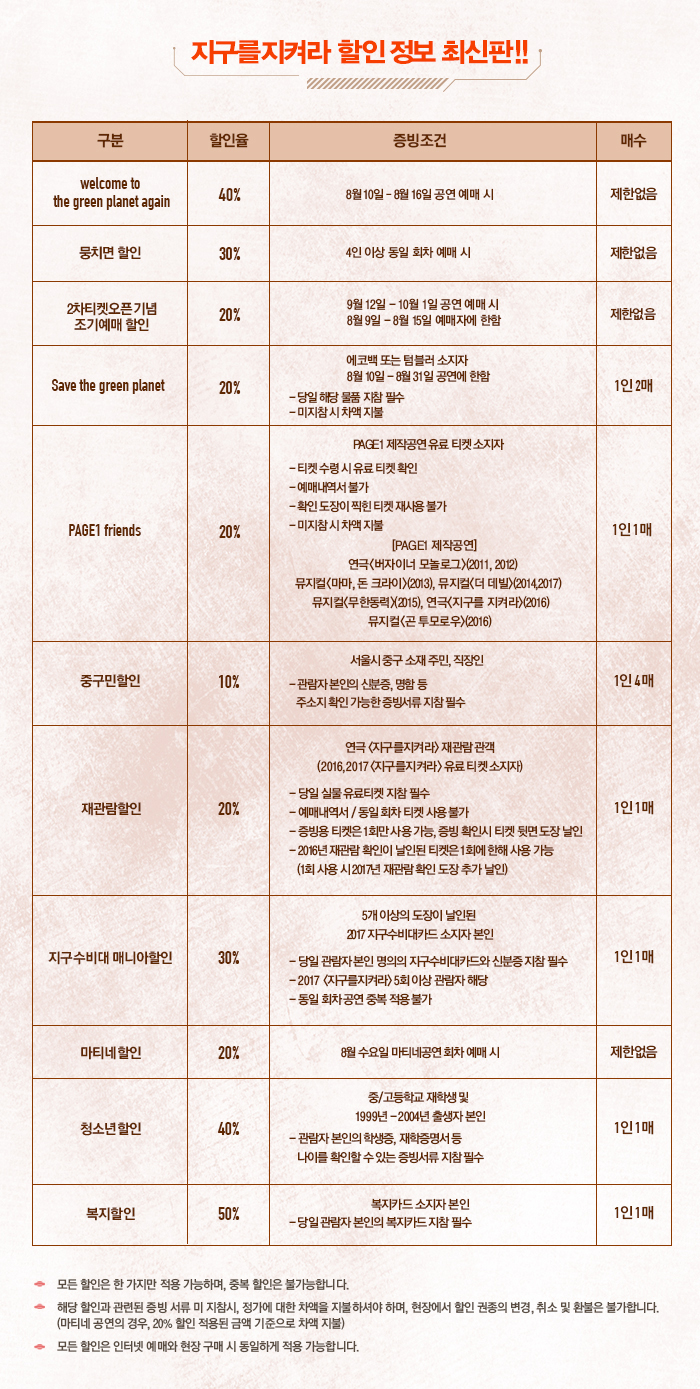 지구를지켜라 할인 정보 최신판!!
구분 할인율 증빙조건 매수
welcome to
the green planet again
40%
8월 10일 - 8월 16일 공연 예매 시
제한없음
뭉치면 할인
30%
4인 이상 동일 회차 예매 시
제한없음
2차티켓오픈 기념
조기예매 할인
20%
9월 12일 - 10월 1일 공연 예매 시
8월 9일 - 8월 15일 예매자에 한함
제한없음
Save the green planet
20%
에코백 또는 텀블러 소지자
8월 10일 - 8월 31일 공연에 한함
- 당일 해당 물품 지참 필수
- 미지참 시 차액 지불
1인 2매
PAGE1 friends
20%
PAGE1 제작공연 유료 티켓 소지자
- 티켓 수령 시 유료 티켓 확인
- 예매내역서 불가
- 확인 도장이 찍힌 티켓 재사용 불가
- 미지참 시 차액 지불
[PAGE1 제작공연]
연극<버자이너 모놀로그>(2011, 2012)
뮤지컬<마마, 돈 크라이>(2013), 뮤지컬<더 데빌>(2014,2017)
뮤지컬<무한동력>(2015), 연극<지구를 지켜라>(2016)
뮤지컬<곤 투모로우>(2016)
1인 1매
중구민할인
10%
서울시 중구 소재 주민, 직장인
- 관람자 본인의 신분증, 명함 등
주소지 확인 가능한 증빙서류 지참 필수
1인 4매
재관람할인
20%
연극 <지구를지켜라> 재관람 관객
(2016, 2017 <지구를지켜라> 유료 티켓 소지자)
- 당일 실물 유료티켓 지참 필수
- 예매내역서 / 동일 회차 티켓 사용 불가
- 증빙용 티켓은 1회만 사용 가능, 증빙 확인시 티켓 뒷면 도장 날인
- 2016년 재관람 확인이 날인된 티켓은 1회에 한해 사용 가능
(1회 사용 시 2017년 재관람 확인 도장 추가 날인)
1인 1매
지구수비대 매니아할인
30%
5개 이상의 도장이 날인된
2017 지구수비대카드 소지자 본인
- 당일 관람자 본인 명의의 지구수비대카드와 신분증 지참 필수
- 2017 <지구를지켜라> 5회 이상 관람자 해당
- 동일 회차 공연 중복 적용 불가
1인 1매
마티네할인
20%
8월 수요일 마티네공연 회차 예매 시
제한없음
청소년할인
40%
중/고등학교 재학생 및
1999년 - 2004년 출생자 본인
- 관람자 본인의 학생증, 재학증명서 등
나이를 확인할 수 있는 증빙서류 지참 필수
1인 1매
복지할인
50%
복지카드 소지자 본인
- 당일 관람자 본인의 복지카드 지참 필수
1인 1매
모든 할인은 한 가지만 적용 가능하며, 중복 할인은 불가능합니다.
해당 할인과 관련된 증빙 서류 미 지참시, 정가에 대한 차액을 지불하셔야 하며, 현장에서 할인 권종의 변경, 취소 및 환불은 불가합니다.
(마티네 공연의 경우, 20% 할인 적용된 금액 기준으로 차액 지불)
모든 할인은 인터넷 예매와 현장 구매 시 동일하게 적용 가능합니다.